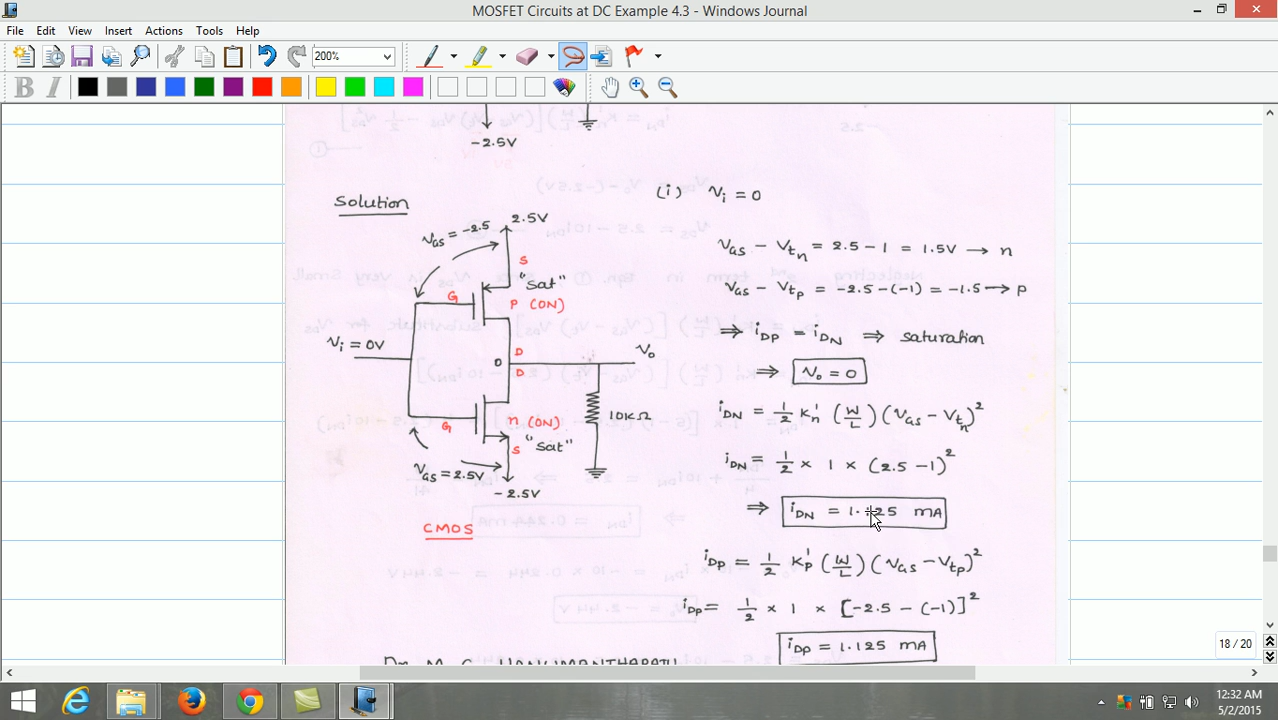 MOSFET Circuits at DC Example 4.3 - Windows Journal
File Edit View Insert Actions Tools Help
200%
B I
-2.5V
Solution
(i) Vi = 0
VGS = -2.5
2.5V
S
"Sat"
G
P (ON)
Vi = 0V
D
Vo
0
D
10KΩ
n (ON)
G
S
"Sat"
VGS = 2.5V
-2.5V
CMOS
VGS - Vtn = 2.5 - 1 = 1.5V → n
VGS - Vtp = -2.5 - (-1) = -1.5 → p
⇒ iDP = iDN ⇒ saturation
⇒ Vo = 0
iDN = 1/2 Kn' (W/L) (VGS - Vtn)²
iDN = 1/2 × 1 × (2.5 - 1)²
⇒ iDN = 1.125 mA
iDp = 1/2 Kp' (W/L) (VGS - Vtp)²
iDp = 1/2 × 1 × [-2.5 - (-1)]²
iDp = 1.125 mA
18 / 20
12:32 AM
5/2/2015